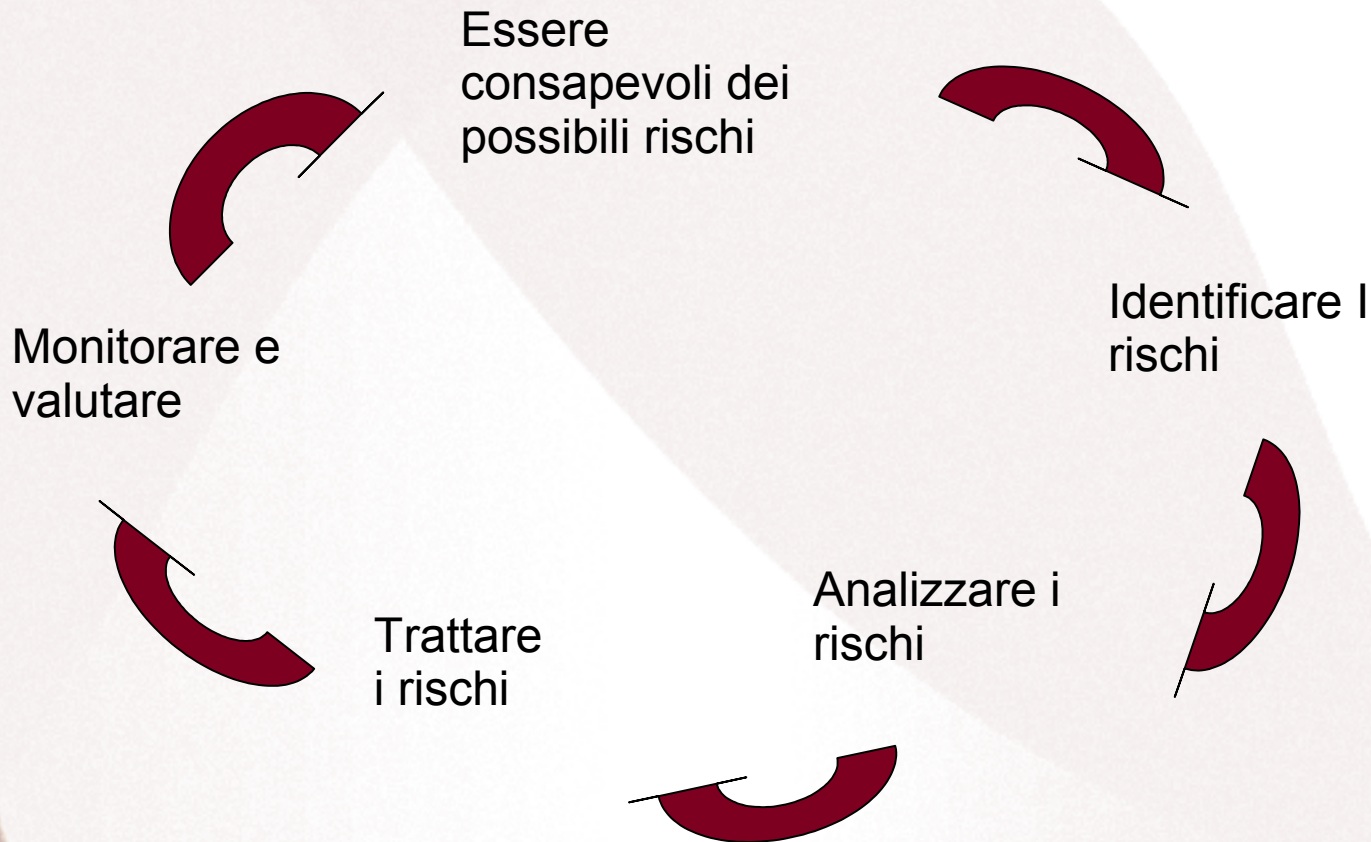 Essere
consapevoli dei
possibili rischi
Identificare I
rischi
Analizzare i
rischi
Trattare
i rischi
Monitorare e
valutare